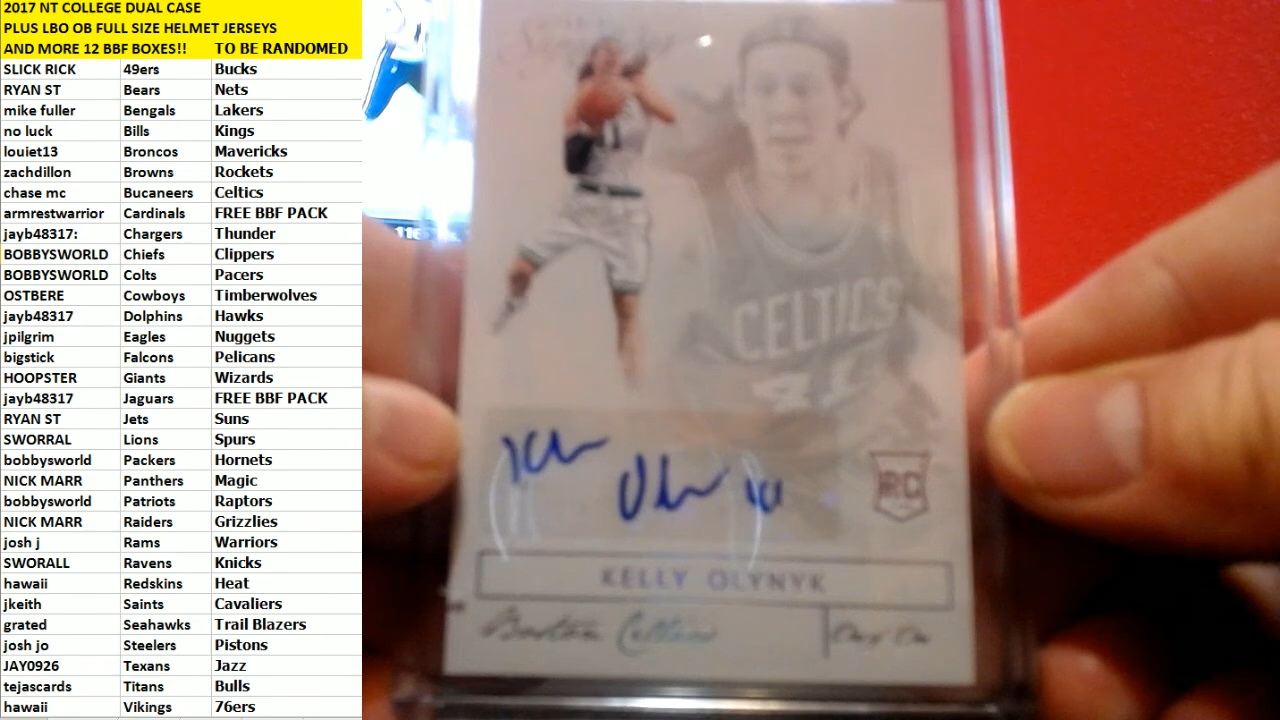 2017 NT COLLEGE DUAL CASE
PLUS LBO OB FULL SIZE HELMET JERSEYS
AND MORE 12 BBF BOXES!! TO BE RANDOMED
SLICK RICK 49ers Bucks
RYAN ST Bears Nets
mike fuller Bengals Lakers
no luck Bills Kings
louiet13 Broncos Mavericks
zachdillon Browns Rockets
chase mc Bucaneers Celtics
armrestwarrior Cardinals FREE BBF PACK
jayb48317: Chargers Thunder
BOBBYSWORLD Chiefs Clippers
BOBBYSWORLD Colts Pacers
OSTBERE Cowboys Timberwolves
jayb48317 Dolphins Hawks
jpilgrim Eagles Nuggets
bigstick Falcons Pelicans
HOOPSTER Giants Wizards
jayb48317 Jaguars FREE BBF PACK
RYAN ST Jets Suns
SWORRAL Lions Spurs
bobbysworld Packers Hornets
NICK MARR Panthers Magic
bobbysworld Patriots Raptors
NICK MARR Raiders Grizzlies
josh j Rams Warriors
SWORALL Ravens Knicks
hawaii Redskins Heat
jkeith Saints Cavaliers
grated Seahawks Trail Blazers
josh jo Steelers Pistons
JAY0926 Texans Jazz
tejascards Titans Bulls
hawaii Vikings 76ers
CELTICS
41
RC
KELLY OLYNYK
Boston Celtics